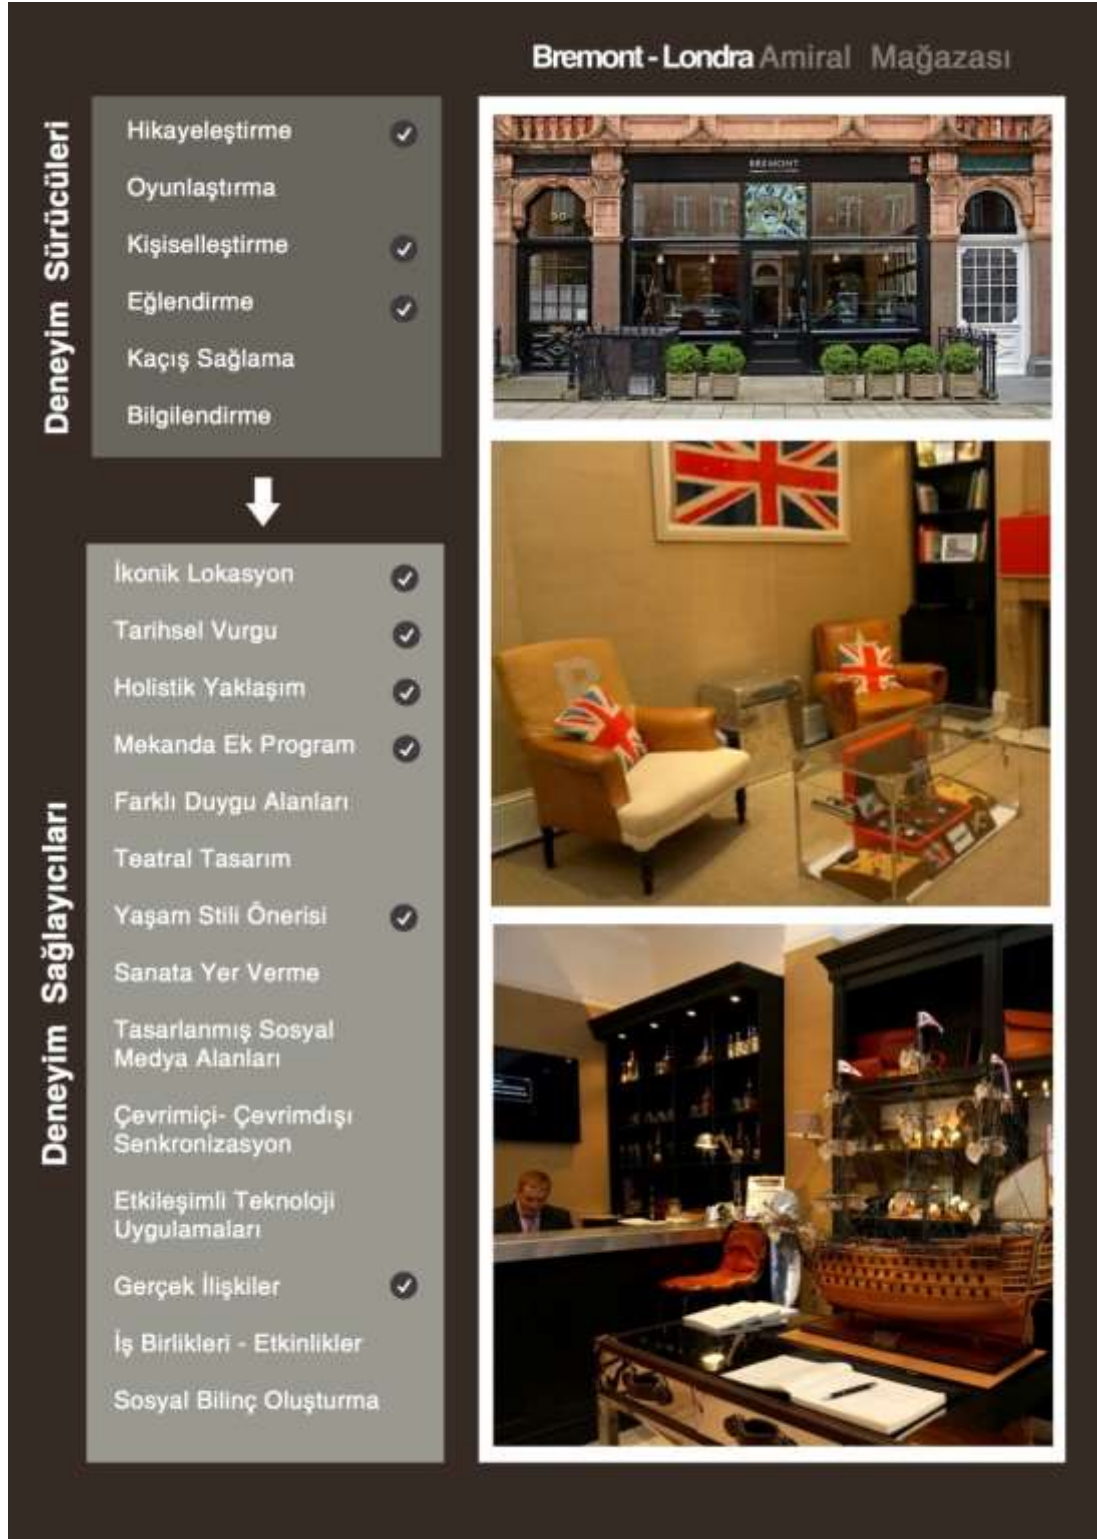 Bremont - Londra Amiral Mağazası
Deneyim Sürücüleri
Hikayeleştirme
Oyunlaştırma
Kişiselleştirme
Eğlendirme
Kaçış Sağlama
Bilgilendirme
Deneyim Sağlayıcıları
İkonik Lokasyon
Tarihsel Vurgu
Holistik Yaklaşım
Mekanda Ek Program
Farklı Duygu Alanları
Teatral Tasarım
Yaşam Stili Önerisi
Sanata Yer Verme
Tasarlanmış Sosyal
Medya Alanları
Çevrimiçi- Çevrimdışı
Senkronizasyon
Etkileşimli Teknoloji
Uygulamaları
Gerçek İlişkiler
İş Birlikleri - Etkinlikler
Sosyal Bilinç Oluşturma
BREMONT